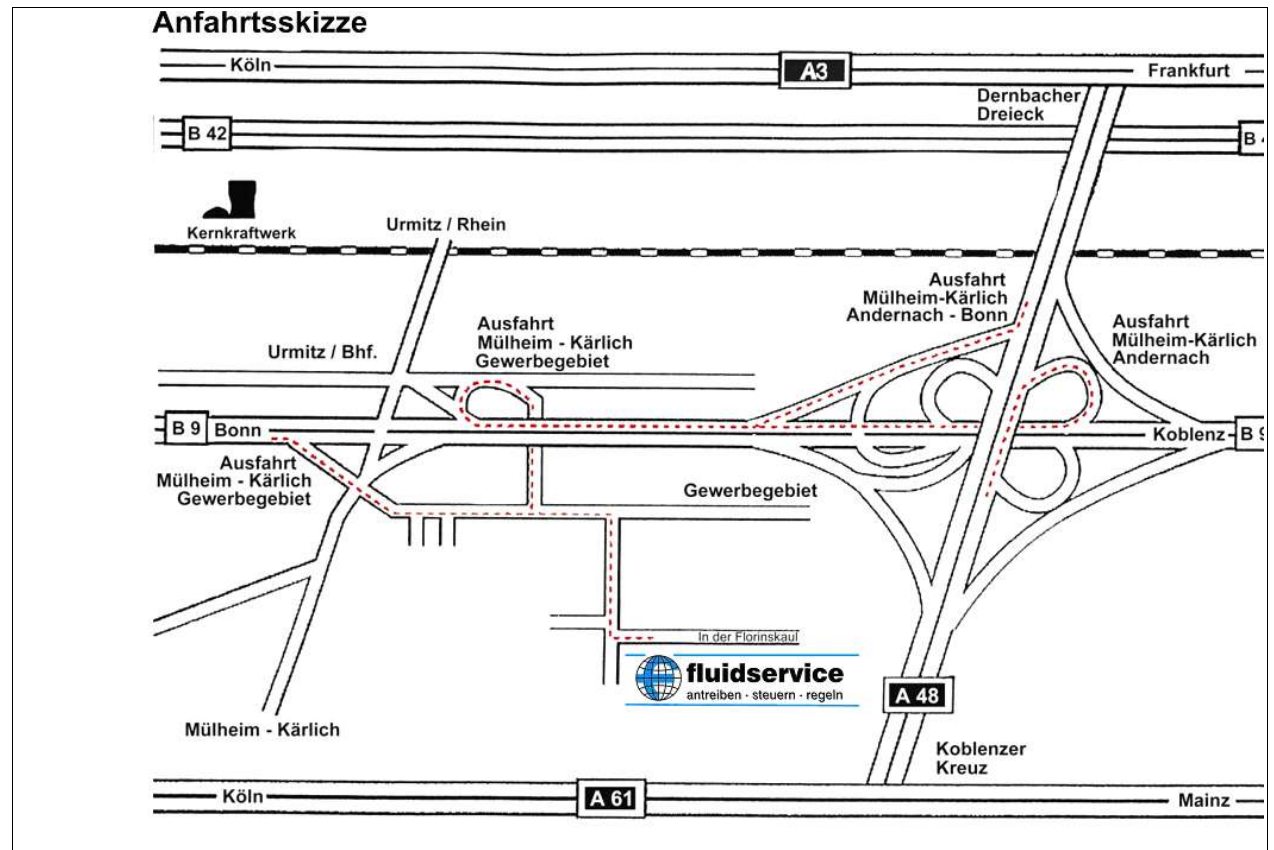 Anfahrtsskizze
Köln
A3
Frankfurt
Dernbacher
Dreieck
B 42
B 4
Kernkraftwerk
Urmitz / Rhein
Ausfahrt
Mülheim-Kärlich
Andernach - Bonn
Ausfahrt
Mülheim - Kärlich
Gewerbegebiet
Ausfahrt
Mülheim-Kärlich
Andernach
Urmitz / Bhf.
B 9 Bonn
Koblenz B 9
Ausfahrt
Mülheim - Kärlich
Gewerbegebiet
Gewerbegebiet
In der Florinskaul
fluidservice
antreiben · steuern · regeln
A 48
Mülheim - Kärlich
Koblenzer
Kreuz
Köln
A 61
Mainz